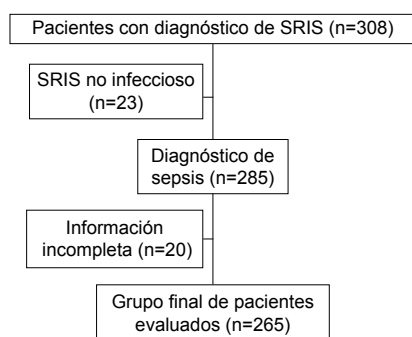 Pacientes con diagnóstico de SRIS (n=308)
SRIS no infeccioso
(n=23)
Diagnóstico de
sepsis (n=285)
Información
incompleta (n=20)
Grupo final de pacientes
evaluados (n=265)